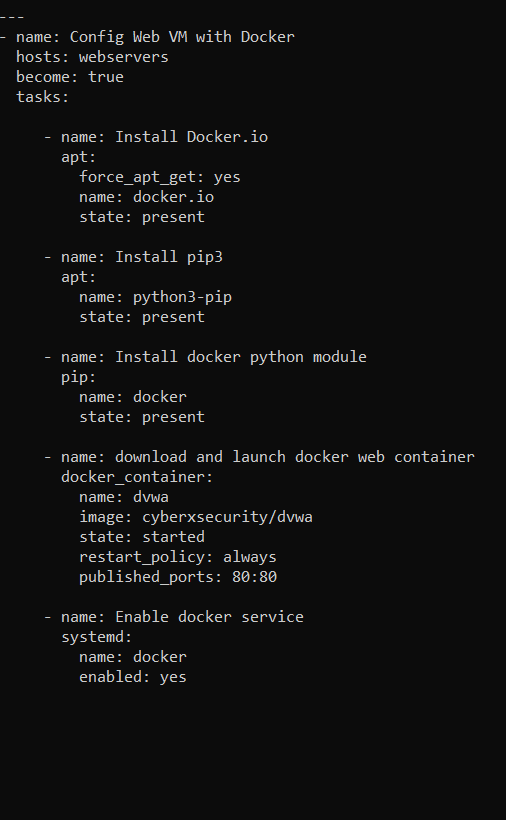 ---
- name: Config Web VM with Docker
  hosts: webservers
  become: true
  tasks:

     - name: Install Docker.io
       apt:
         force_apt_get: yes
         name: docker.io
         state: present

     - name: Install pip3
       apt:
         name: python3-pip
         state: present

     - name: Install docker python module
       pip:
         name: docker
         state: present

     - name: download and launch docker web container
       docker_container:
         name: dvwa
         image: cyberxsecurity/dvwa
         state: started
         restart_policy: always
         published_ports: 80:80

     - name: Enable docker service
       systemd:
         name: docker
         enabled: yes